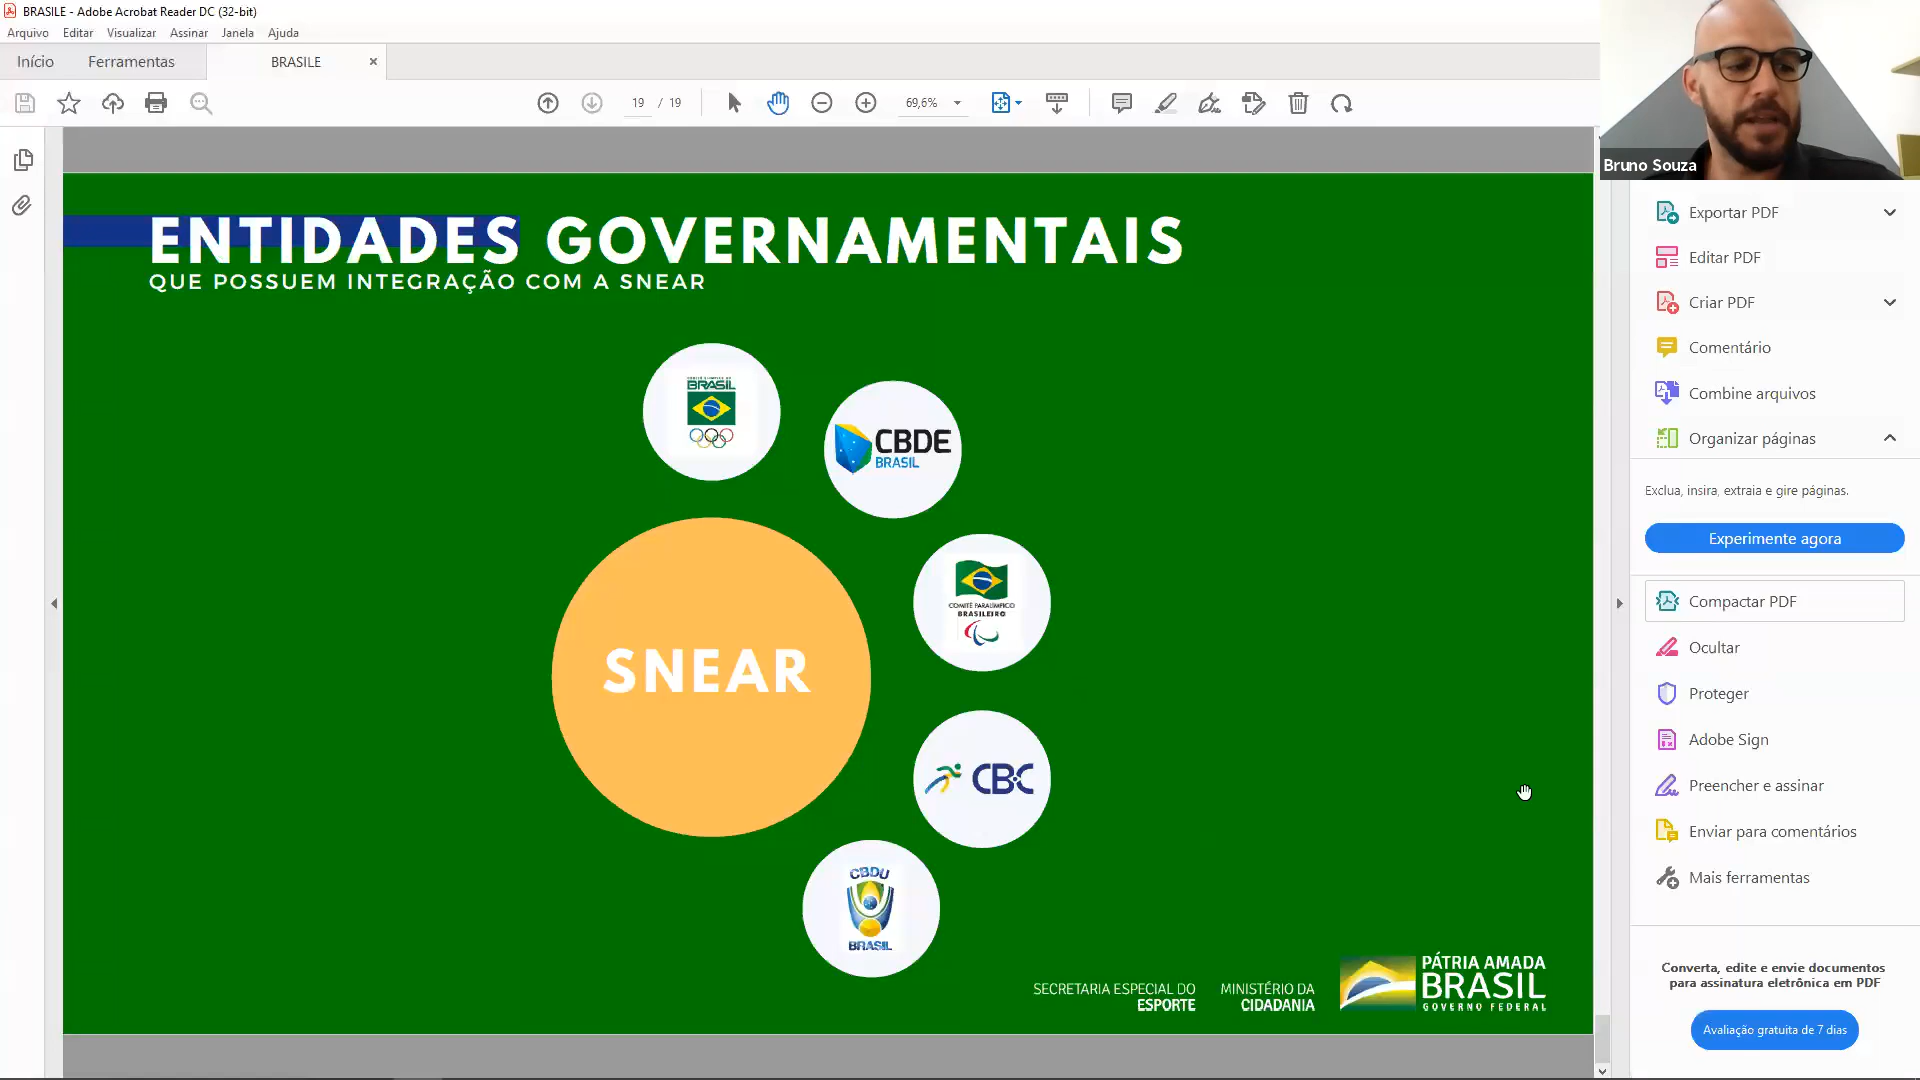 BRASILE - Adobe Acrobat Reader DC (32-bit)
Arquivo Editar Visualizar Assinar Janela Ajuda
Início Ferramentas BRASILE
19 / 19 69,6%
Bruno Souza
ENTIDADES GOVERNAMENTAIS
QUE POSSUEM INTEGRAÇÃO COM A SNEAR
BRASIL
CBDE
BRASIL
COMITÊ PARALÍMPICO
BRASILEIRO
SNEAR
CBC
CBDU
BRASIL
SECRETARIA ESPECIAL DO
ESPORTE
MINISTÉRIO DA
CIDADANIA
PÁTRIA AMADA
BRASIL
GOVERNO FEDERAL
Exportar PDF
Editar PDF
Criar PDF
Comentário
Combine arquivos
Organizar páginas
Exclua, insira, extraia e gire páginas.
Experimente agora
Compactar PDF
Ocultar
Proteger
Adobe Sign
Preencher e assinar
Enviar para comentários
Mais ferramentas
Converta, edite e envie documentos
para assinatura eletrônica em PDF
Avaliação gratuita de 7 dias